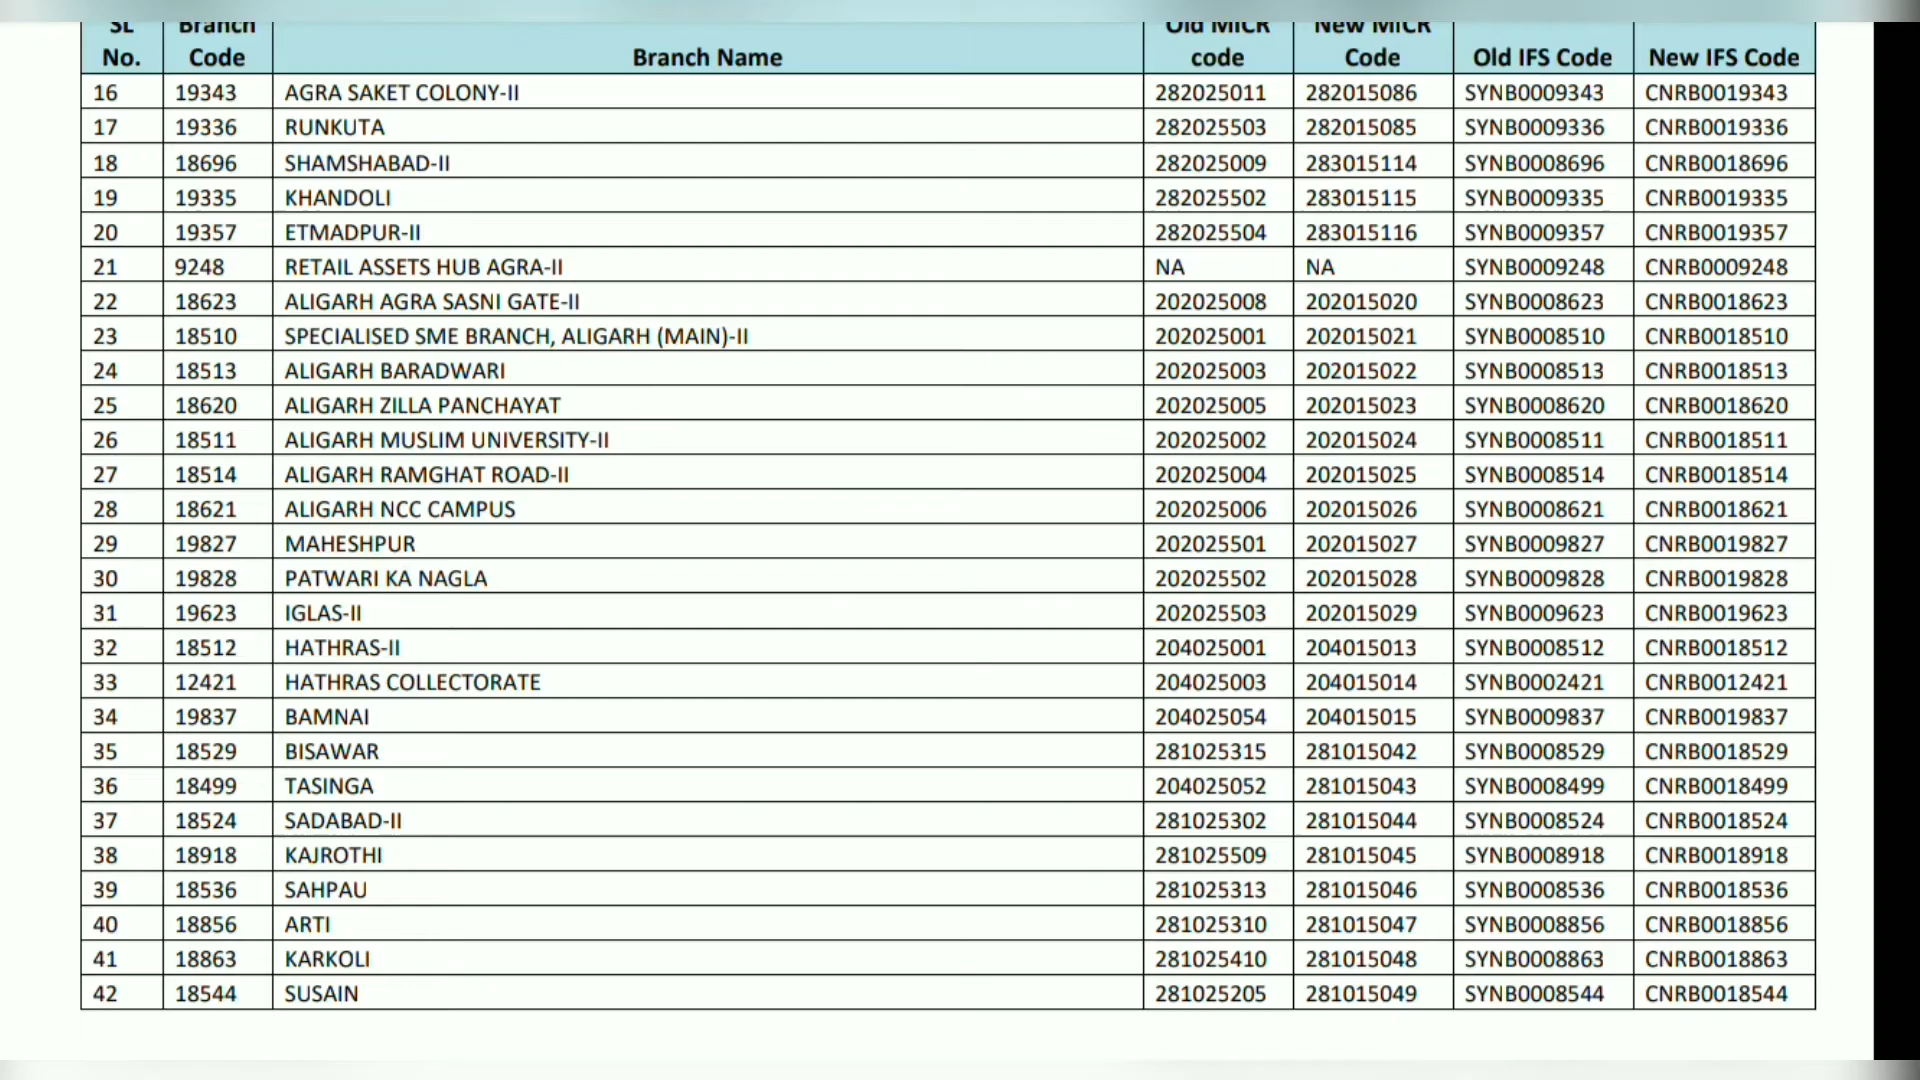 SL No. Branch Code Branch Name Old MICR code New MICR Code Old IFS Code New IFS Code
16 19343 AGRA SAKET COLONY-II 282025011 282015086 SYNB0009343 CNRB0019343
17 19336 RUNKUTA 282025503 282015085 SYNB0009336 CNRB0019336
18 18696 SHAMSHABAD-II 282025009 283015114 SYNB0008696 CNRB0018696
19 19335 KHANDOLI 282025502 283015115 SYNB0009335 CNRB0019335
20 19357 ETMADPUR-II 282025504 283015116 SYNB0009357 CNRB0019357
21 9248 RETAIL ASSETS HUB AGRA-II NA NA SYNB0009248 CNRB0009248
22 18623 ALIGARH AGRA SASNI GATE-II 202025008 202015020 SYNB0008623 CNRB0018623
23 18510 SPECIALISED SME BRANCH, ALIGARH (MAIN)-II 202025001 202015021 SYNB0008510 CNRB0018510
24 18513 ALIGARH BARADWARI 202025003 202015022 SYNB0008513 CNRB0018513
25 18620 ALIGARH ZILLA PANCHAYAT 202025005 202015023 SYNB0008620 CNRB0018620
26 18511 ALIGARH MUSLIM UNIVERSITY-II 202025002 202015024 SYNB0008511 CNRB0018511
27 18514 ALIGARH RAMGHAT ROAD-II 202025004 202015025 SYNB0008514 CNRB0018514
28 18621 ALIGARH NCC CAMPUS 202025006 202015026 SYNB0008621 CNRB0018621
29 19827 MAHESHPUR 202025501 202015027 SYNB0009827 CNRB0019827
30 19828 PATWARI KA NAGLA 202025502 202015028 SYNB0009828 CNRB0019828
31 19623 IGLAS-II 202025503 202015029 SYNB0009623 CNRB0019623
32 18512 HATHRAS-II 204025001 204015013 SYNB0008512 CNRB0018512
33 12421 HATHRAS COLLECTORATE 204025003 204015014 SYNB0002421 CNRB0012421
34 19837 BAMNAI 204025054 204015015 SYNB0009837 CNRB0019837
35 18529 BISAWAR 281025315 281015042 SYNB0008529 CNRB0018529
36 18499 TASINGA 204025052 281015043 SYNB0008499 CNRB0018499
37 18524 SADABAD-II 281025302 281015044 SYNB0008524 CNRB0018524
38 18918 KAJROTHI 281025509 281015045 SYNB0008918 CNRB0018918
39 18536 SAHPAU 281025313 281015046 SYNB0008536 CNRB0018536
40 18856 ARTI 281025310 281015047 SYNB0008856 CNRB0018856
41 18863 KARKOLI 281025410 281015048 SYNB0008863 CNRB0018863
42 18544 SUSAIN 281025205 281015049 SYNB0008544 CNRB0018544